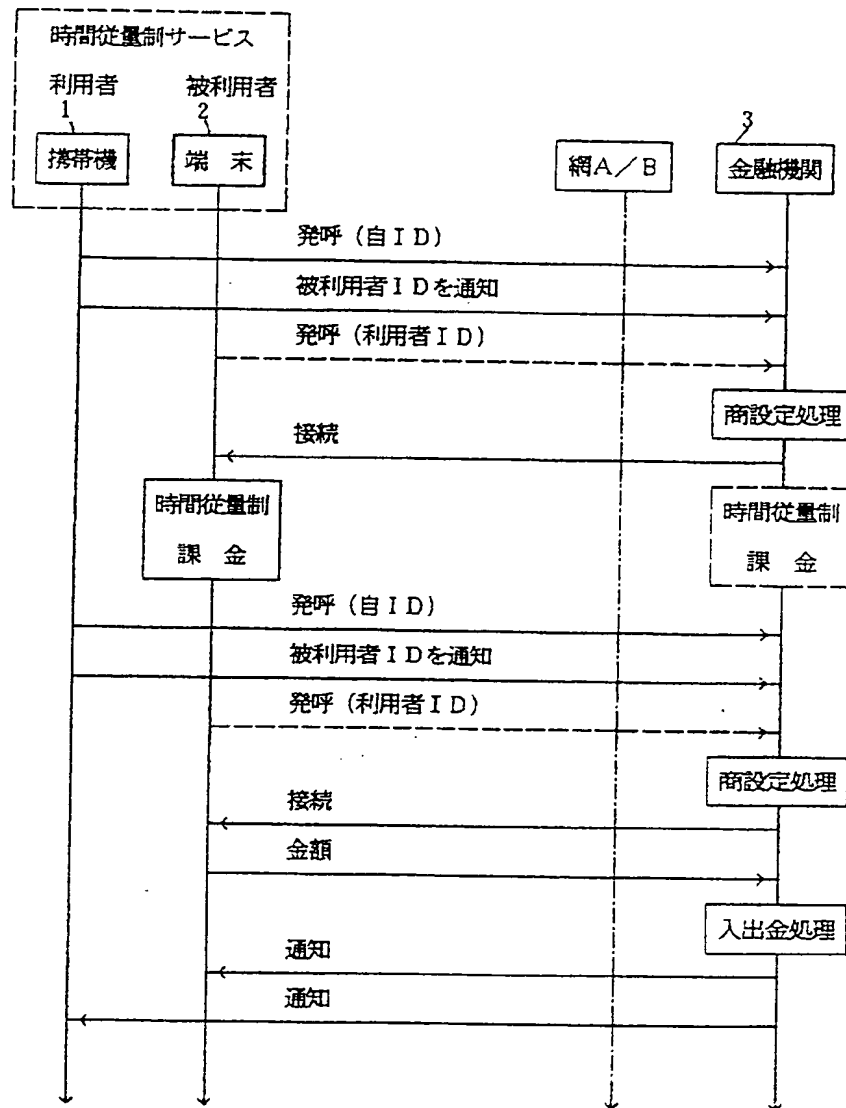 時間従量制サービス
利用者 被利用者
1 2 3
携帯機 端 末 網A/B 金融機関
発呼(自ID)
被利用者IDを通知
発呼(利用者ID)
商設定処理
接続
時間従量制 時間従量制
課 金 課 金
発呼(自ID)
被利用者IDを通知
発呼(利用者ID)
商設定処理
接続
金額
入出金処理
通知
通知